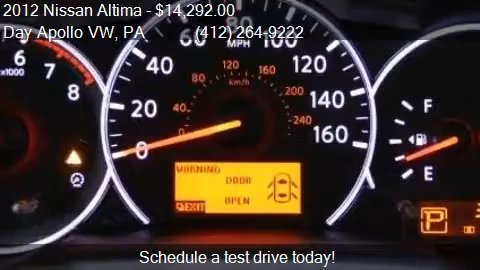 2012 Nissan Altima - $14,292.00
Day Apollo VW, PA (412) 264-9222
6
x1000
7
8
0
20
40
60
80
100
120
140
160
MPH
0
40
80
120
160
200
240
km/h
WARNING
DOOR
OPEN
EXIT
F
E
P
Schedule a test drive today!